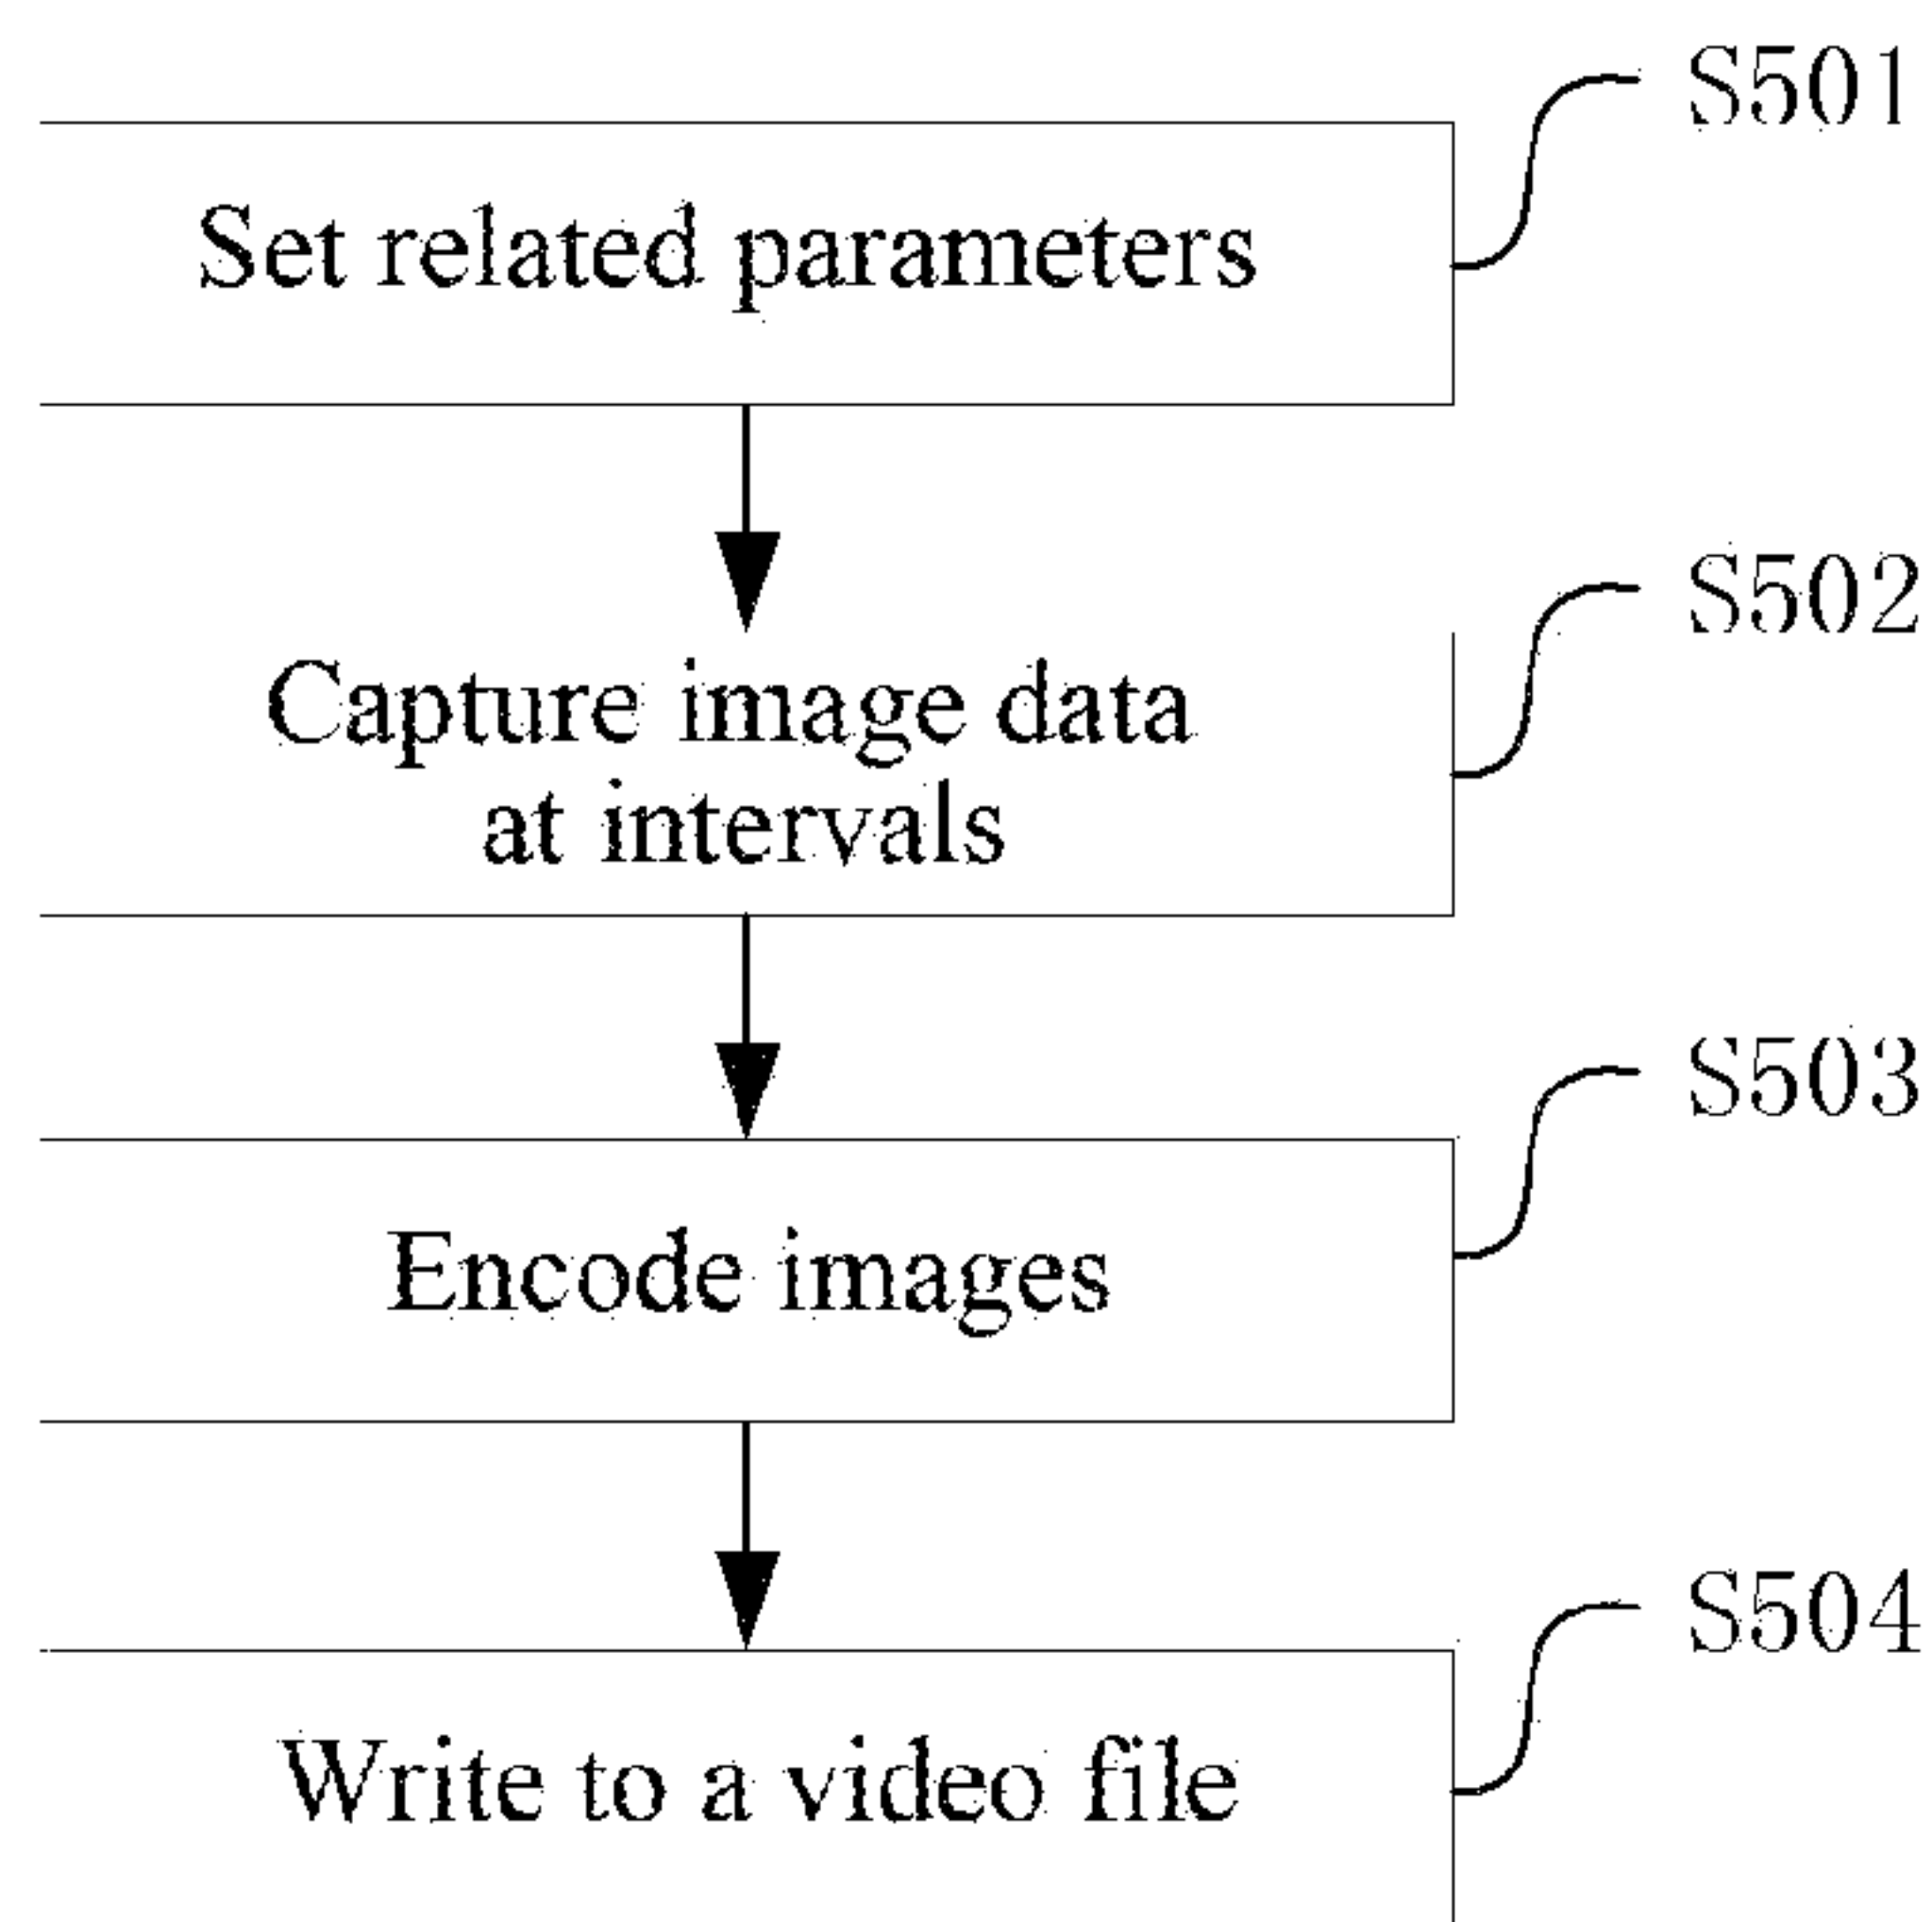 S501
Set related parameters
S502
Capture image data
at intervals
S503
Encode images
S504
Write to a video file